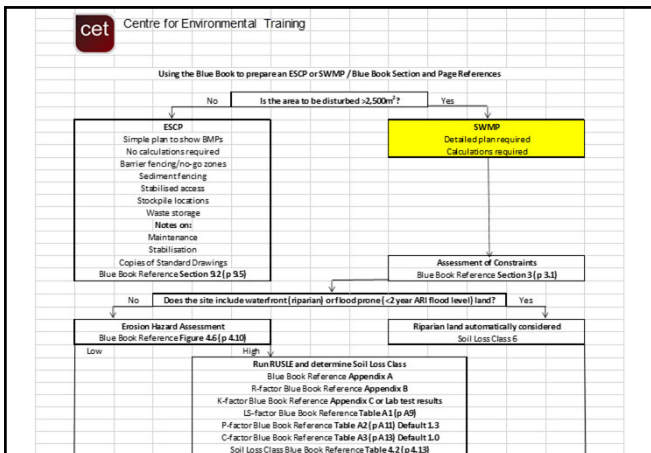 cet
Centre for Environmental Training
Using the Blue Book to prepare an ESCP or SWMP / Blue Book Section and Page References
No
Is the area to be disturbed >2,500m²?
Yes
ESCP
Simple plan to show BMPs
No calculations required
Barrier fencing/no-go zones
Sediment fencing
Stabilised access
Stockpile locations
Waste storage
Notes on:
Maintenance
Stabilisation
Copies of Standard Drawings
Blue Book Reference Section 9.2 (p 9.5)
SWMP
Detailed plan required
Calculations required
Assessment of Constraints
Blue Book Reference Section 3 (p 3.1)
No
Does the site include waterfront (riparian) or flood prone (<2 year ARI flood level) land?
Yes
Erosion Hazard Assessment
Blue Book Reference Figure 4.6 (p 4.10)
Riparian land automatically considered
Soil Loss Class 6
Low
High
Run RUSLE and determine Soil Loss Class
Blue Book Reference Appendix A
R-factor Blue Book Reference Appendix B
K-factor Blue Book Reference Appendix C or Lab test results
LS-factor Blue Book Reference Table A1 (p A9)
P-factor Blue Book Reference Table A2 (p A11) Default 1.3
C-factor Blue Book Reference Table A3 (p A13) Default 1.0
Soil Loss Class Blue Book Reference Table 4.2 (p 4.13)